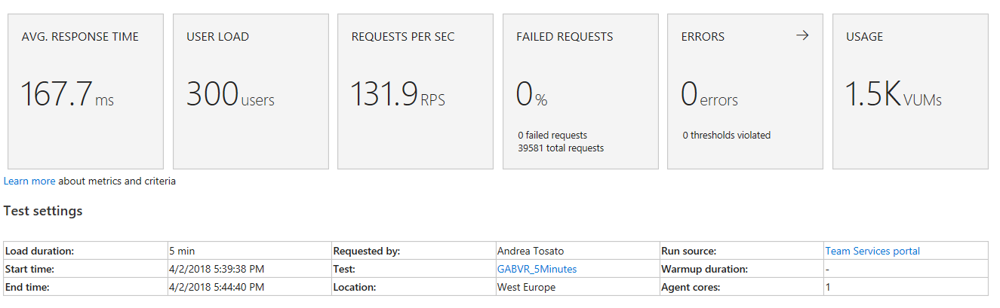 AVG. RESPONSE TIME
167.7 ms
USER LOAD
300 users
REQUESTS PER SEC
131.9 RPS
FAILED REQUESTS
0 %
0 failed requests
39581 total requests
ERRORS →
0 errors
0 thresholds violated
USAGE
1.5K VUMs
Learn more about metrics and criteria
Test settings
Load duration: 5 min Requested by: Andrea Tosato Run source: Team Services portal
Start time: 4/2/2018 5:39:38 PM Test: GABVR_5Minutes Warmup duration: -
End time: 4/2/2018 5:44:40 PM Location: West Europe Agent cores: 1